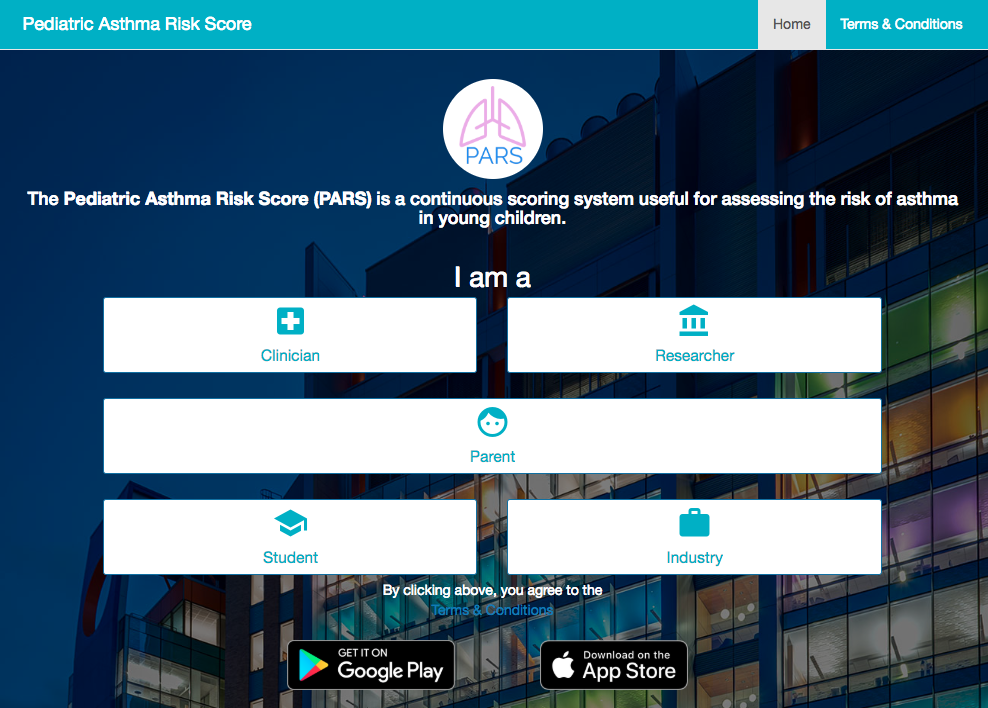 Pediatric Asthma Risk Score
Home
Terms & Conditions
PARS
The Pediatric Asthma Risk Score (PARS) is a continuous scoring system useful for assessing the risk of asthma
in young children.
I am a
Clinician
Researcher
Parent
Student
Industry
By clicking above, you agree to the
Terms & Conditions
GET IT ON
Google Play
Download on the
App Store